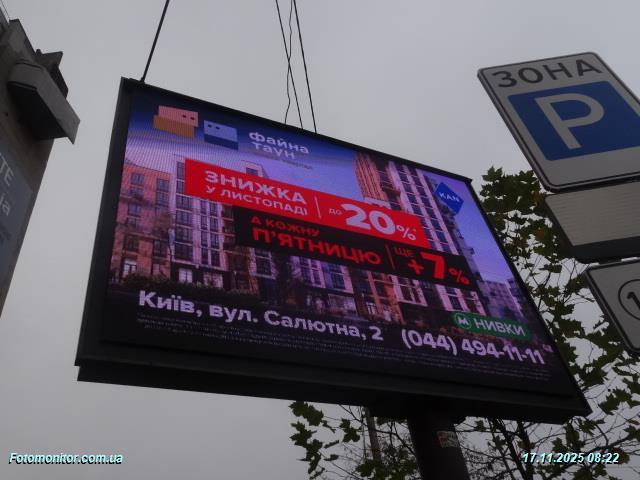 файна
таун
KAN
ЗНИЖКА
У ЛИСТОПАДІ
до 20%*
А КОЖНУ
П'ЯТНИЦЮ
ЩЕ
+7%
М НИВКИ
Київ, вул. Салютна, 2
(044) 494-11-11
ЗОНА
P
Fotomonitor.com.ua
17.11.2025 08:22